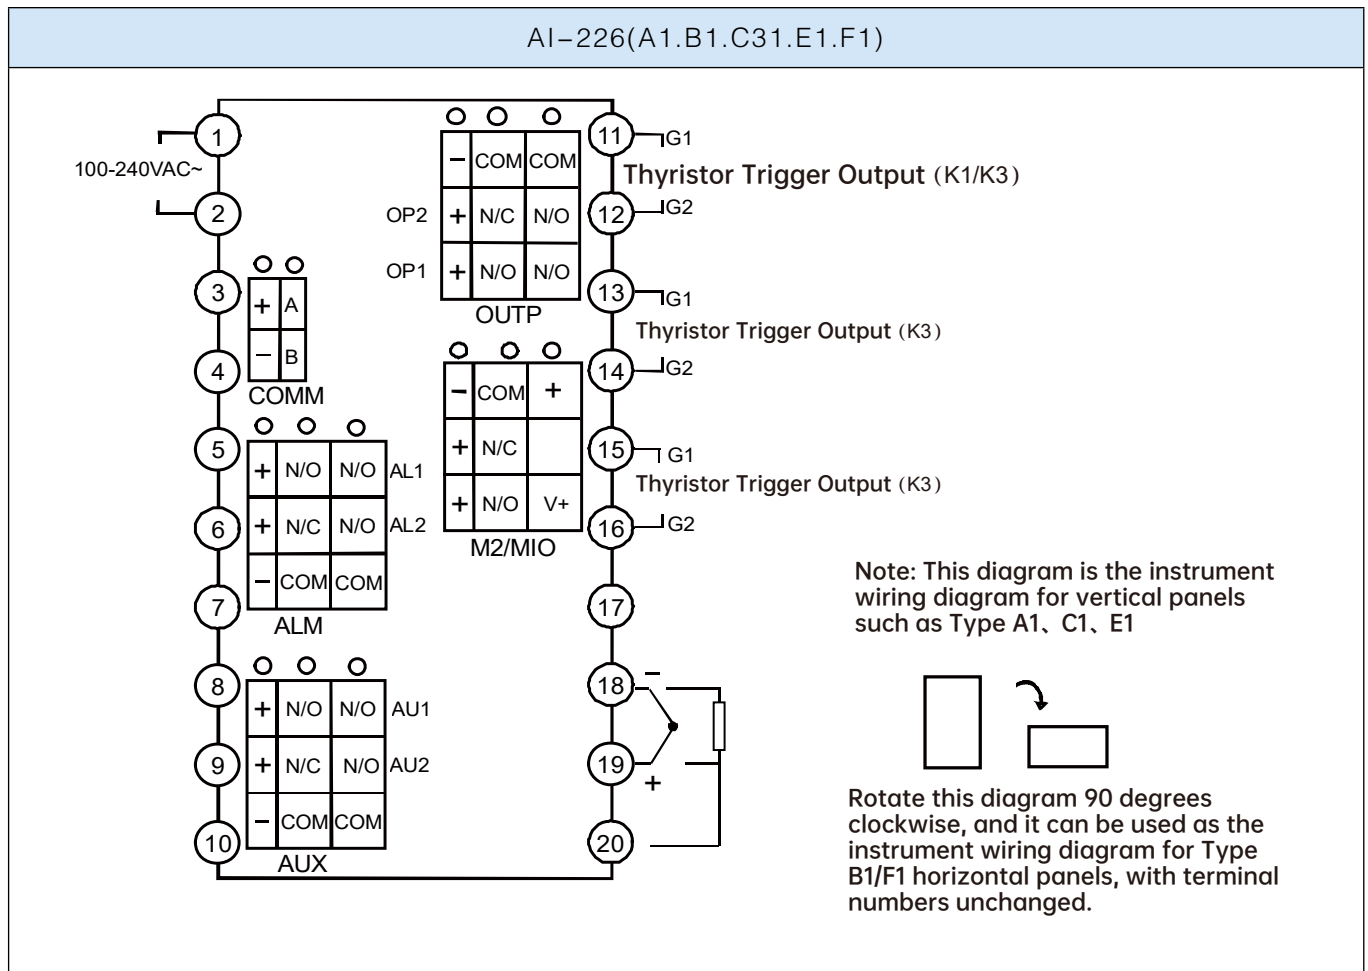 AI-226(A1.B1.C31.E1.F1)
1
100-240VAC~
2
3
4
5
6
7
8
9
10
+ A
- B
COMM
+ N/O N/O AL1
+ N/C N/O AL2
- COM COM
ALM
+ N/O N/O AU1
+ N/C N/O AU2
- COM COM
AUX
- COM COM
OP2 + N/C N/O
OP1 + N/O N/O
OUTP
- COM +
+ N/C
+ N/O V+
M2/MIO
11 G1
Thyristor Trigger Output (K1/K3)
12 G2
13 G1
Thyristor Trigger Output (K3)
14 G2
15 G1
Thyristor Trigger Output (K3)
16 G2
17
18 -
19 +
20
Note: This diagram is the instrument
wiring diagram for vertical panels
such as Type A1、C1、E1
Rotate this diagram 90 degrees
clockwise, and it can be used as the
instrument wiring diagram for Type
B1/F1 horizontal panels, with terminal
numbers unchanged.